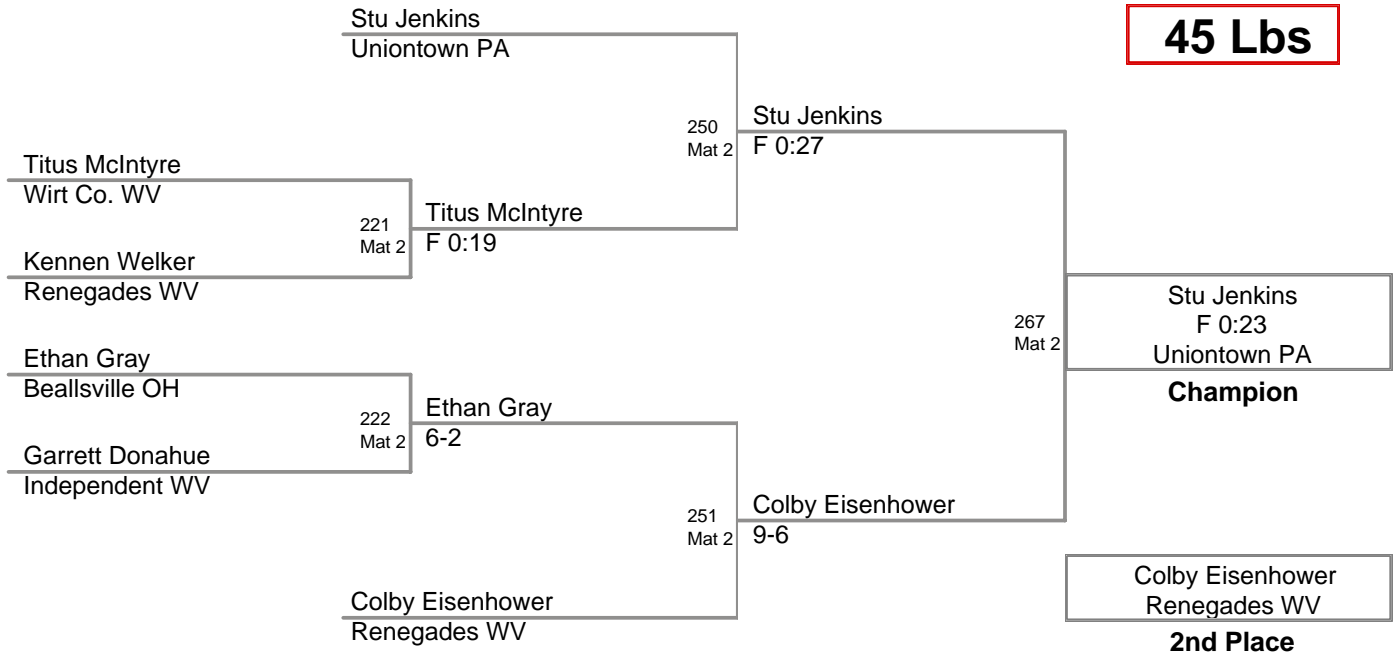 45 Lbs
Stu Jenkins
Uniontown PA
250
Mat 2
Stu Jenkins
F 0:27
Titus McIntyre
Wirt Co. WV
221
Mat 2
Titus McIntyre
F 0:19
Kennen Welker
Renegades WV
267
Mat 2
Stu Jenkins
F 0:23
Uniontown PA
Champion
Ethan Gray
Beallsville OH
222
Mat 2
Ethan Gray
6-2
Garrett Donahue
Independent WV
251
Mat 2
Colby Eisenhower
9-6
Colby Eisenhower
Renegades WV
Colby Eisenhower
Renegades WV
2nd Place